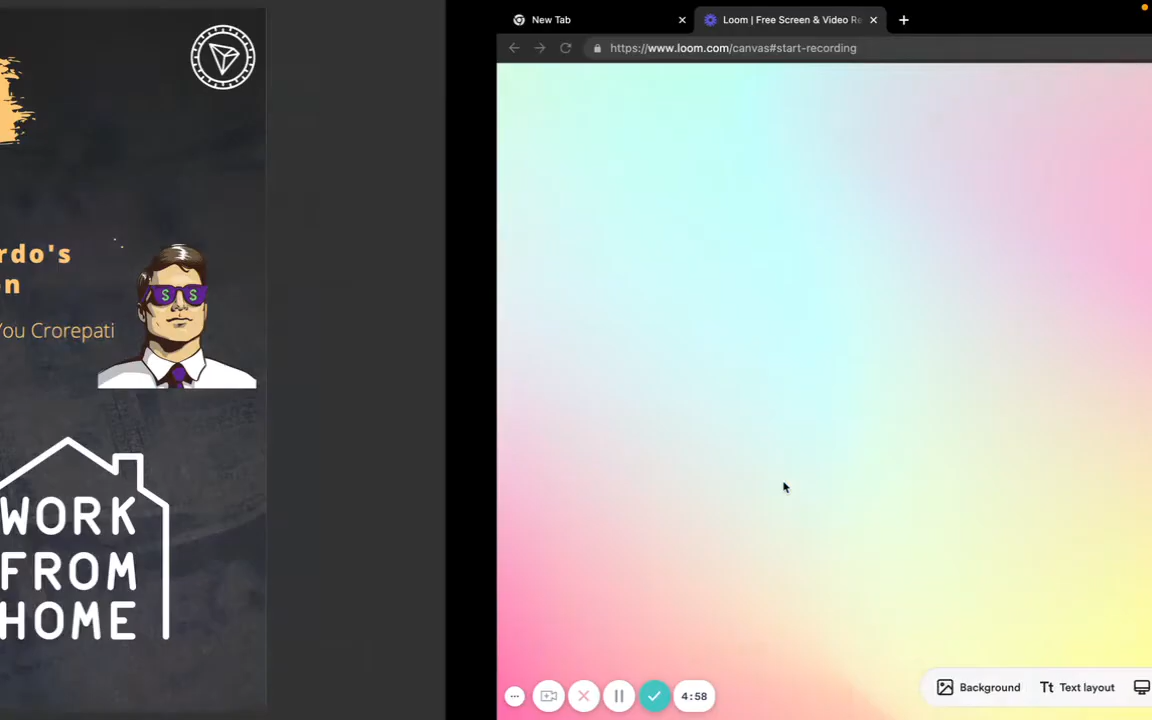 rdo's
on
You Crorepati
WORK
FROM
HOME
New Tab
Loom | Free Screen & Video Re
https://www.loom.com/canvas#start-recording
4:58
Background
Text layout